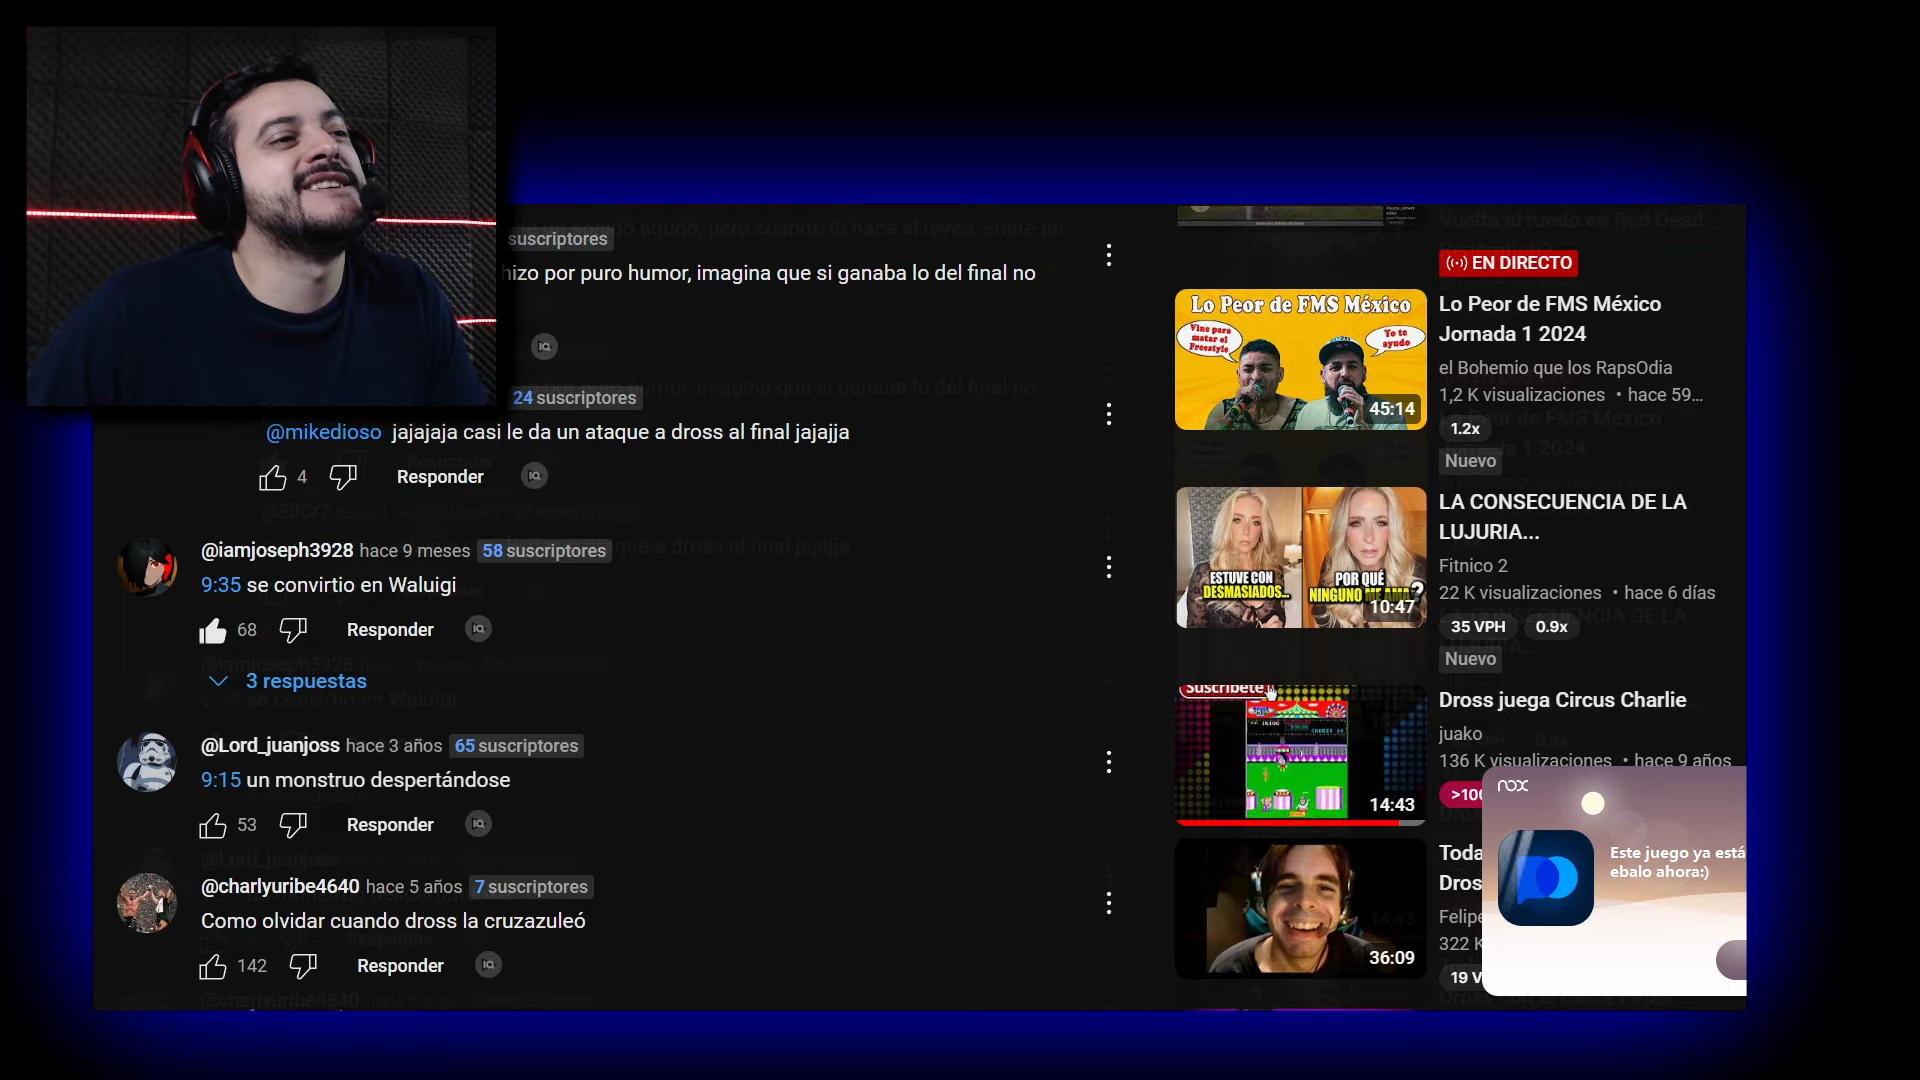 suscriptores
hizo por puro humor, imagina que si ganaba lo del final no
24 suscriptores
@mikedioso jajajaja casi le da un ataque a dross al final jajajja
4 Responder
@iamjoseph3928 hace 9 meses 58 suscriptores
9:35 se convirtio en Waluigi
68 Responder
3 respuestas
@Lord_juanjoss hace 3 años 65 suscriptores
9:15 un monstruo despertándose
53 Responder
@charlyuribe4640 hace 5 años 7 suscriptores
Como olvidar cuando dross la cruzazuleó
142 Responder
EN DIRECTO
Lo Peor de FMS México
Vine para
matar el
Freestyle
Yo te
ayudo
45:14
Lo Peor de FMS México
Jornada 1 2024
el Bohemio que los RapsOdia
1,2 K visualizaciones • hace 59...
1.2x
Nuevo
ESTUVE CON
DESMASIADOS...
POR QUÉ
NINGUNO ME AMA?
10:47
LA CONSECUENCIA DE LA
LUJURIA...
Fitnico 2
22 K visualizaciones • hace 6 días
35 VPH 0.9x
Nuevo
Suscribete
14:43
Dross juega Circus Charlie
juako
136 K visualizaciones • hace 9 años
>100
36:09
Toda
Dros
Felipe
322 K
19 V
nox
Este juego ya está
ebalo ahora:)